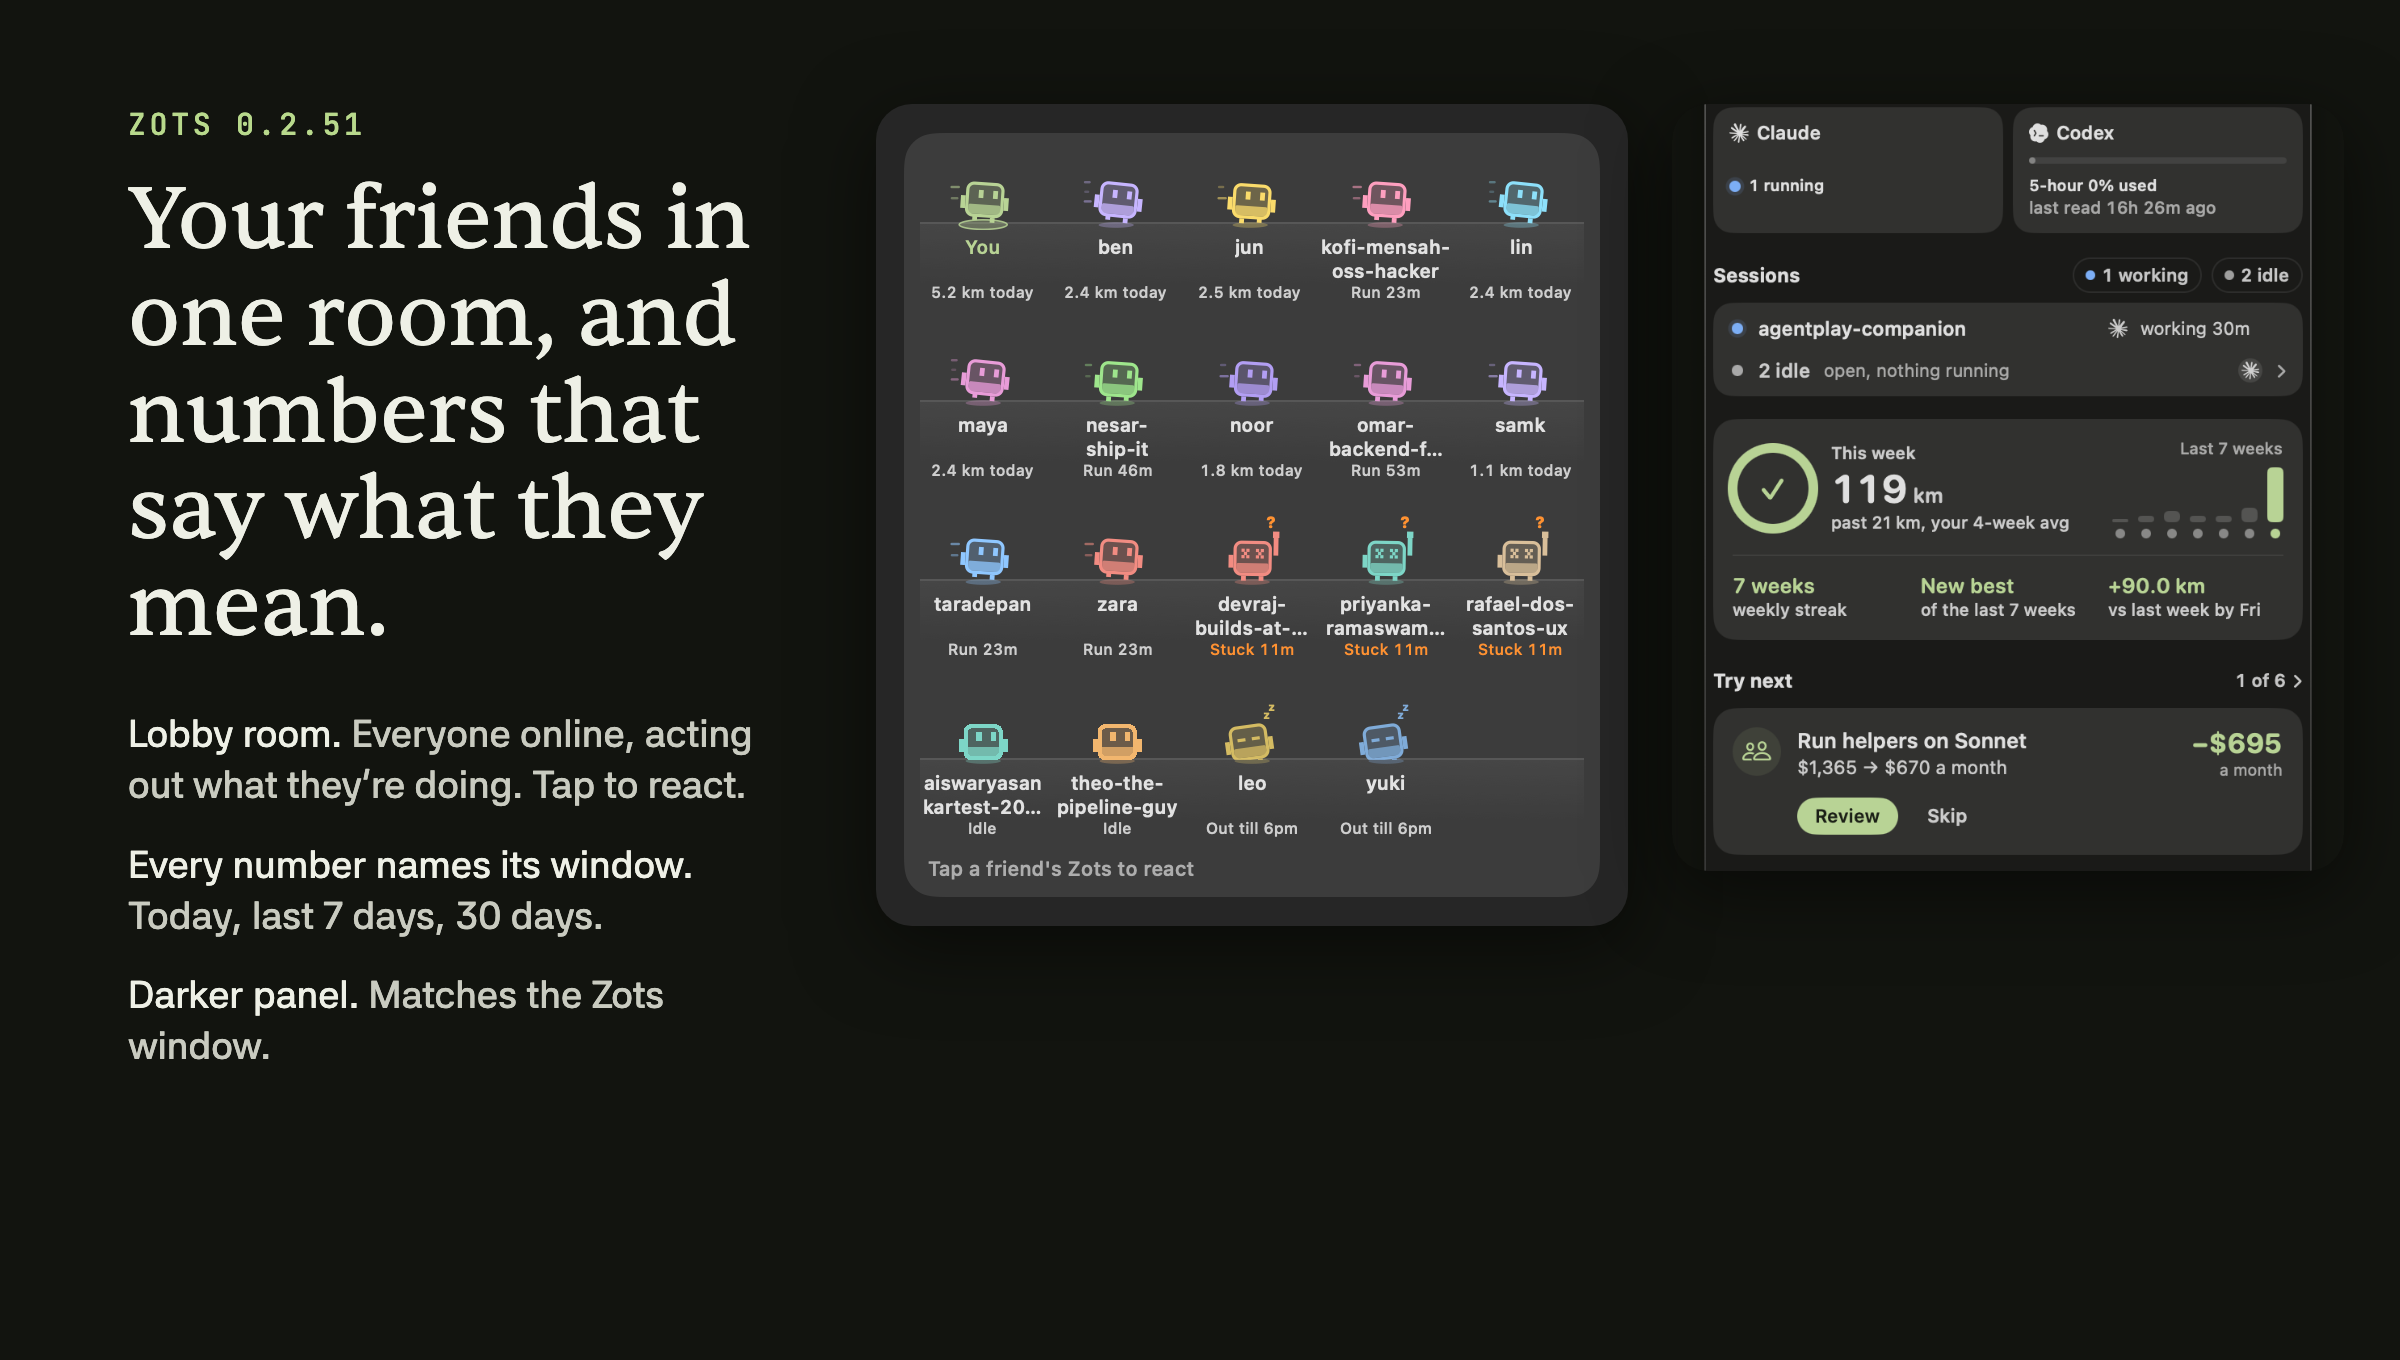 ZOTS 0.2.51
Your friends in
one room, and
numbers that
say what they
mean.
Lobby room. Everyone online, acting
out what they're doing. Tap to react.
Every number names its window.
Today, last 7 days, 30 days.
Darker panel. Matches the Zots
window.
You ben jun kofi-mensah- lin
oss-hacker
5.2 km today 2.4 km today 2.5 km today Run 23m 2.4 km today
maya nesar- noor omar- samk
ship-it backend-f...
2.4 km today Run 46m 1.8 km today Run 53m 1.1 km today
? ? ?
taradepan zara devraj- priyanka- rafael-dos-
builds-at-... ramaswam... santos-ux
Run 23m Run 23m Stuck 11m Stuck 11m Stuck 11m
z z z z
aiswaryasan theo-the- leo yuki
kartest-20... pipeline-guy
Idle Idle Out till 6pm Out till 6pm
Tap a friend's Zots to react
Claude
1 running
Codex
5-hour 0% used
last read 16h 26m ago
Sessions 1 working 2 idle
agentplay-companion working 30m
2 idle open, nothing running
This week Last 7 weeks
119 km
past 21 km, your 4-week avg
7 weeks New best +90.0 km
weekly streak of the last 7 weeks vs last week by Fri
Try next 1 of 6
Run helpers on Sonnet −$695
$1,365 → $670 a month a month
Review Skip